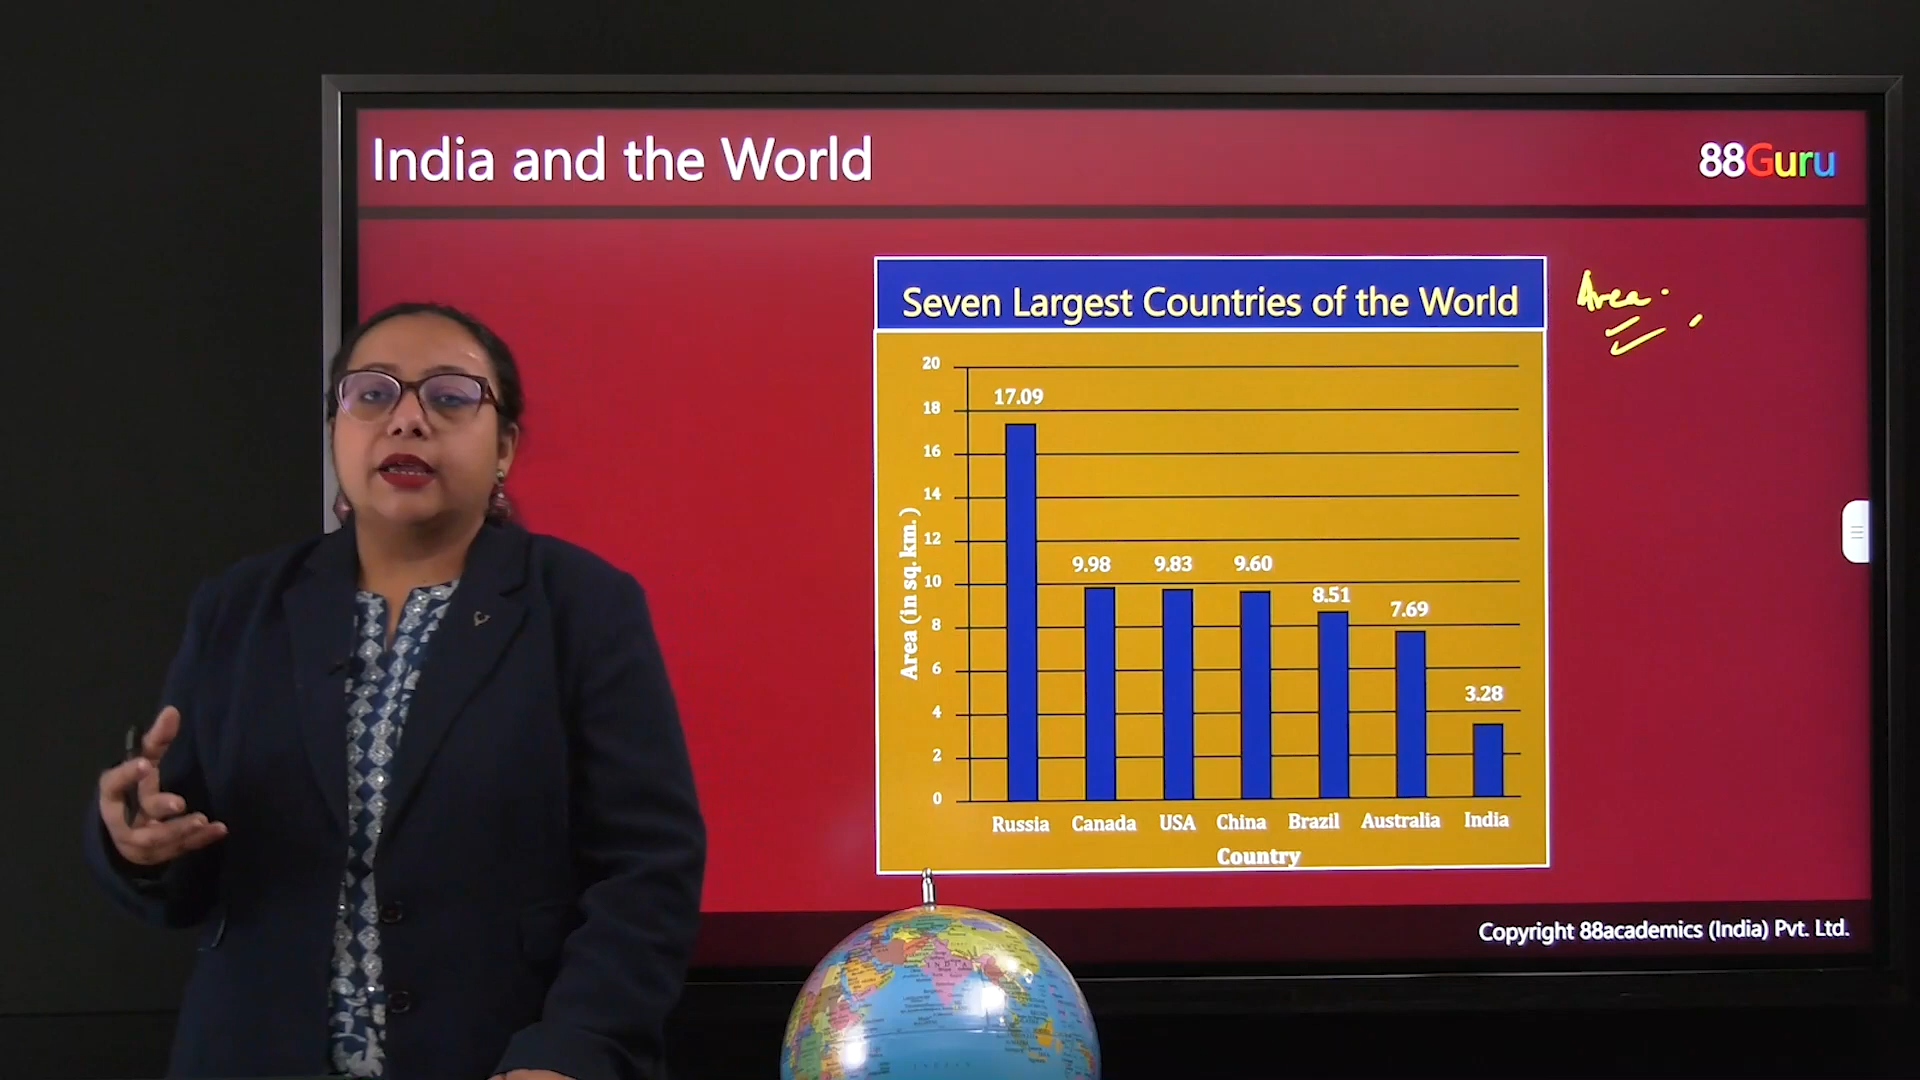 India and the World
88Guru
Seven Largest Countries of the World
Area.
20
18
16
14
12
10
8
6
4
2
0
Area (in sq. km.)
17.09
9.98
9.83
9.60
8.51
7.69
3.28
Russia Canada USA China Brazil Australia India
Country
Copyright 88academics (India) Pvt. Ltd.
INDIA